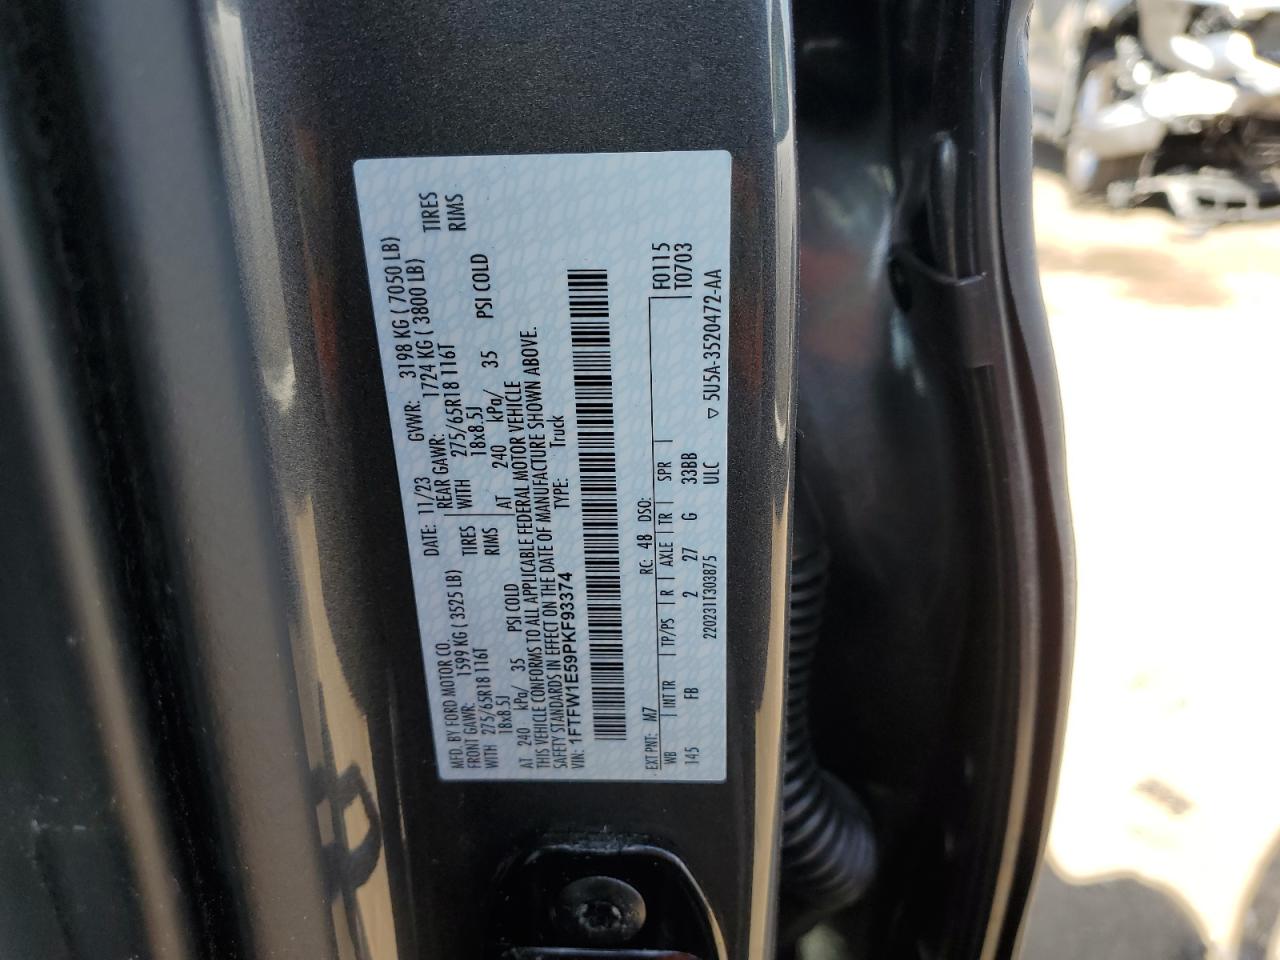 MFD. BY FORD MOTOR CO.
DATE: 11/23 GVWR: 3198 KG ( 7050 LB)
FRONT GAWR: 1599 KG ( 3525 LB) REAR GAWR: 1724 KG ( 3800 LB)
WITH 275/65R18 116T TIRES WITH 275/65R18 116T TIRES
18x8.5J RIMS 18x8.5J RIMS
AT 240 kPa/ 35 PSI COLD AT 240 kPa/ 35 PSI COLD
THIS VEHICLE CONFORMS TO ALL APPLICABLE FEDERAL MOTOR VEHICLE
SAFETY STANDARDS IN EFFECT ON THE DATE OF MANUFACTURE SHOWN ABOVE.
VIN: 1FTFW1E59PKF93374 TYPE: Truck
EXT PNT: M7 RC: 48 DSO: F0115
WB INT TR TP/PS R AXLE TR SPR T0703
145 FB 2 27 G 33BB
220231T303875 ULC ▽ 5U5A-3520472-AA